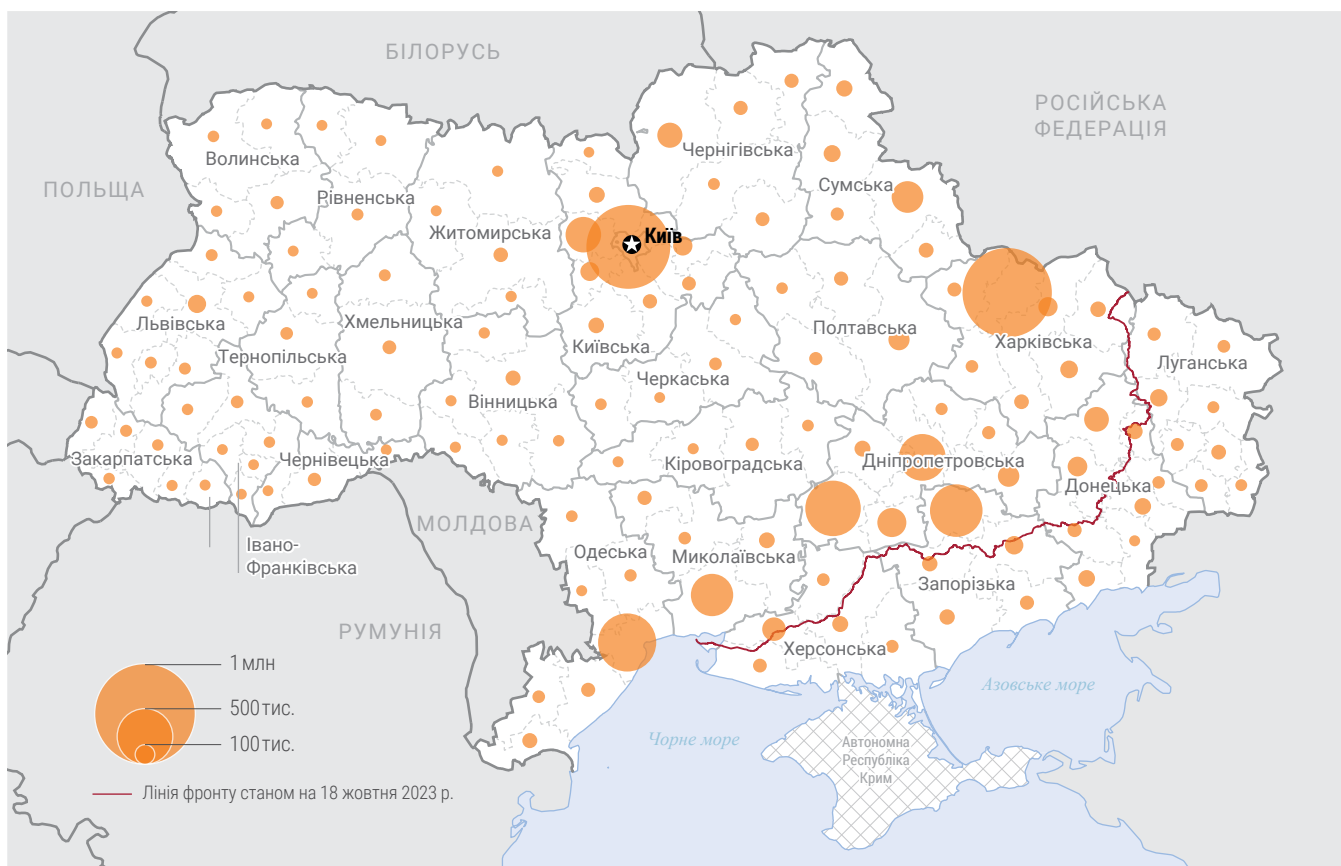 БІЛОРУСЬ
РОСІЙСЬКА
ФЕДЕРАЦІЯ
ПОЛЬЩА
Волинська
Рівненська
Житомирська
Чернігівська
Сумська
Київ
Львівська
Тернопільська
Хмельницька
Київська
Черкаська
Полтавська
Харківська
Луганська
Вінницька
Закарпатська
Чернівецька
Кіровоградська
Дніпропетровська
Донецька
МОЛДОВА
Івано-
Франківська
Одеська
Миколаївська
Запорізька
Херсонська
РУМУНІЯ
Азовське море
Чорне море
Автономна
Республіка
Крим
1 млн
500 тис.
100 тис.
Лінія фронту станом на 18 жовтня 2023 р.